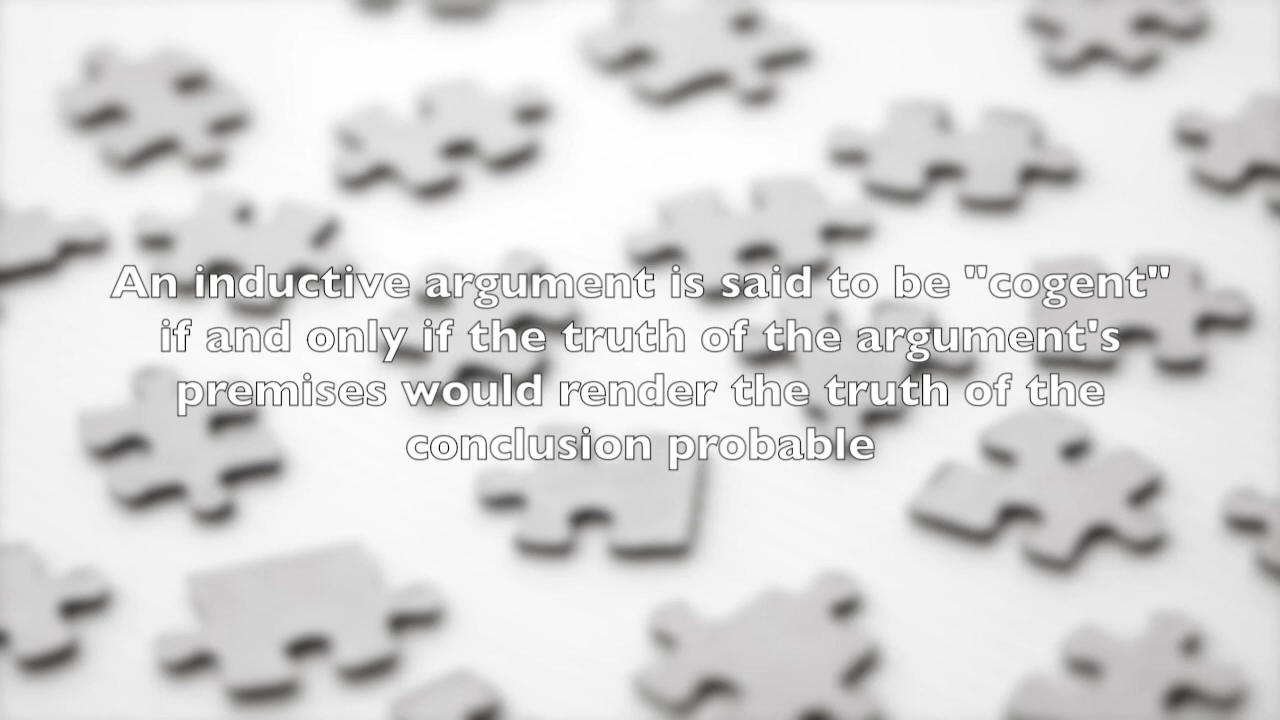 An inductive argument is said to be "cogent"
if and only if the truth of the argument's
premises would render the truth of the
conclusion probable